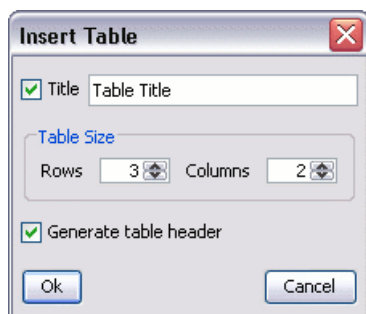 Insert Table
Title Table Title
Table Size
Rows 3 Columns 2
Generate table header
Ok Cancel